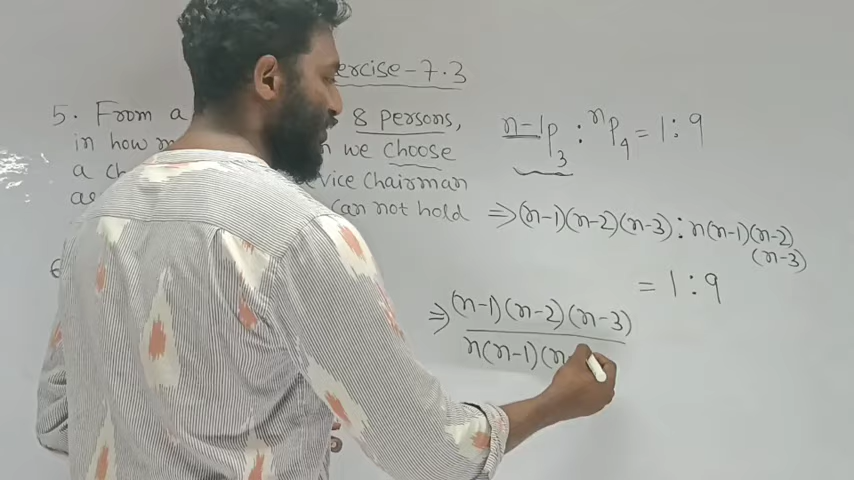 ercise-7.3
5. From a 8 persons,
in how we choose
a ch vice chairman
as can not hold
6
n-1P3 : nP4 = 1:9
⇒(n-1)(n-2)(n-3):n(n-1)(n-2)
(n-3)
= 1:9
⇒ (n-1)(n-2)(n-3)
n(n-1)(n